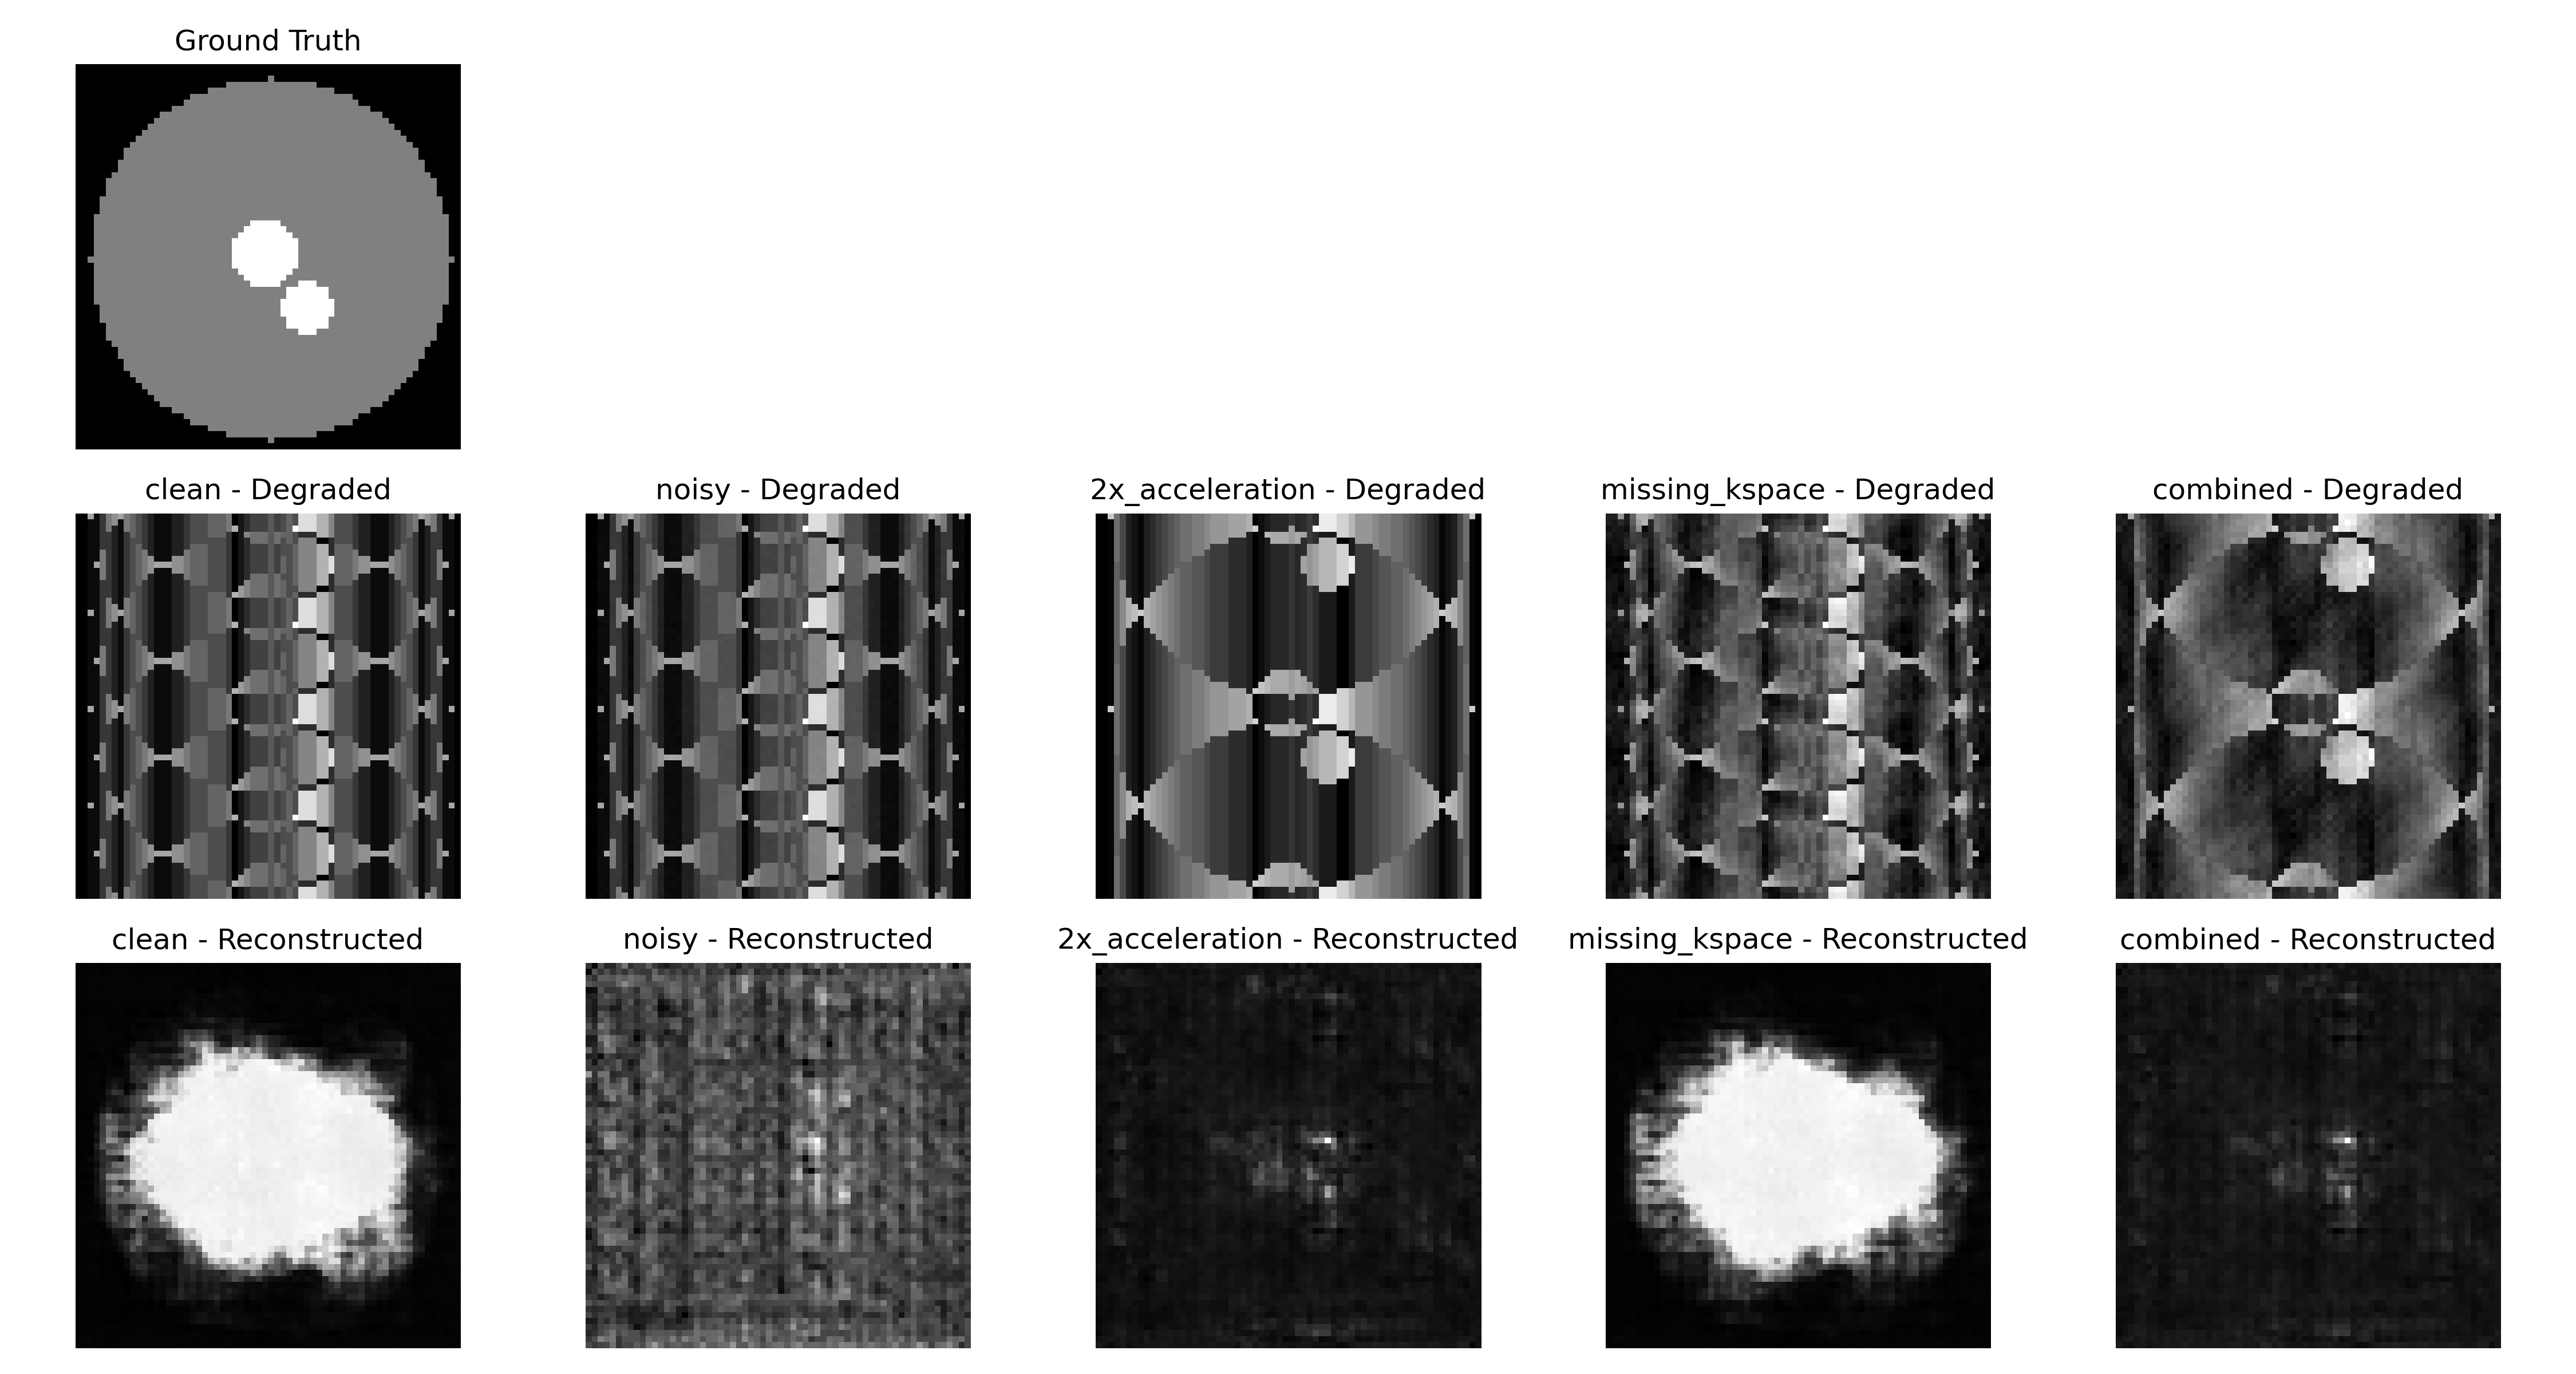 Ground Truth
clean - Degraded
noisy - Degraded
2x_acceleration - Degraded
missing_kspace - Degraded
combined - Degraded
clean - Reconstructed
noisy - Reconstructed
2x_acceleration - Reconstructed
missing_kspace - Reconstructed
combined - Reconstructed